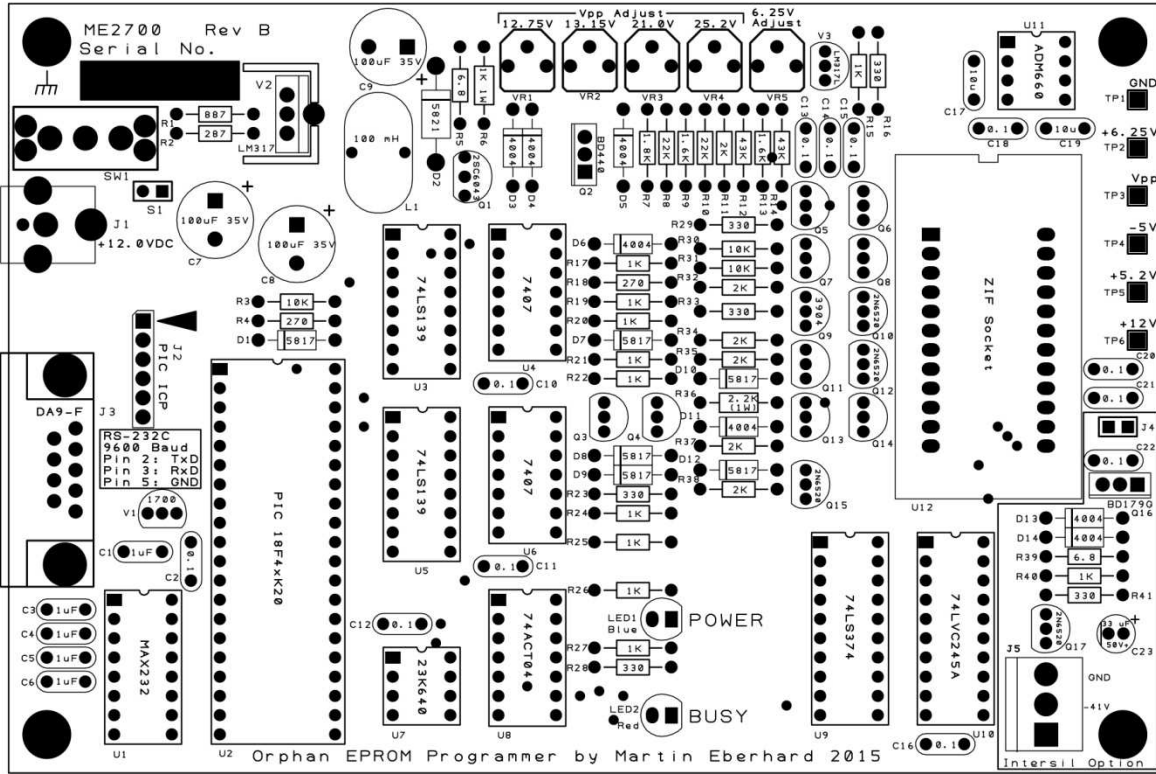 ME2700 Rev B
Serial No.
Vpp Adjust
12.75V 13.15V 21.0V 25.2V
6.25V
Adjust
VR1 VR2 VR3 VR4 VR5
100uF 35V
C9
5821
D2
6.8
R5
1K 1W
R6
V2
LM317
R1 887
R2 287
100 mH
L1
2SC6043
Q1
4004
D3
4004
D4
BD440
Q2
4004
D5
1.8K
R7
22K
R8
1.6K
R9
22K
R10
2K
R11
43K
R12
1.6K
R13
43K
R14
C13 0.1
C14 0.1
C15 0.1
V3
LM317L
1K
R15
330
R16
U11
ADM660
10u
C17
0.1
C18
10u
C19
GND
TP1
+6.25V
TP2
Vpp
TP3
-5V
TP4
+5.2V
TP5
+12V
TP6
SW1
S1
J1
+12.0VDC
100uF 35V
C7
100uF 35V
C8
R3 10K
R4 270
D1 5817
J2
PIC ICP
DA9-F
J3
RS-232C
9600 Baud
Pin 2: TxD
Pin 3: RxD
Pin 5: GND
1700
V1
C1 1uF
C2 0.1
C3 1uF
C4 1uF
C5 1uF
C6 1uF
MAX232
U1
PIC 18F4xK20
U2
74LS139
U3
7407
U4
0.1 C10
74LS139
U5
7407
U6
0.1 C11
C12 0.1
23K640
U7
74ACT04
U8
D6 4004
R17 1K
R18 270
R19 1K
R20 1K
D7 5817
R21 1K
R22 1K
Q3 Q4
D8 5817
D9 5817
R23 330
R24 1K
R25 1K
R26 1K
LED1
Blue
POWER
R27 1K
R28 330
LED2
Red
BUSY
R29 330
R30 10K
R31 10K
R32 2K
R33 330
R34 2K
R35 2K
D10 5817
R36 2.2K
(1W)
D11 4004
R37 2K
D12 5817
R38 2K
Q5 Q6
Q7 Q8
3904
Q9
2N6520
Q10
Q11
2N6520
Q12
Q13 Q14
2N6520
Q15
ZIF Socket
U12
74LS374
U9
74LVC245A
U10
C16 0.1
C20
0.1
C21
0.1
J4
C22
0.1
BD179G
Q16
D13 4004
D14 4004
R39 6.8
R40 1K
330 R41
2N6520
Q17
33 uF
50V+
C23
J5
GND
-41V
Intersil Option
Orphan EPROM Programmer by Martin Eberhard 2015